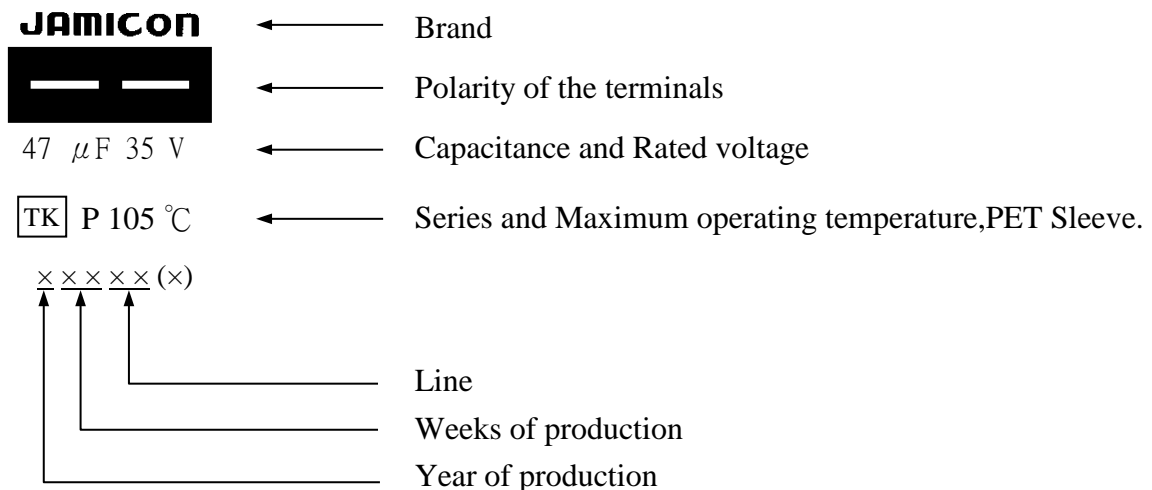 JAMICON Brand
Polarity of the terminals
47 μF 35 V Capacitance and Rated voltage
TK P 105 ℃ Series and Maximum operating temperature,PET Sleeve.
× × × × × (×)
Line
Weeks of production
Year of production